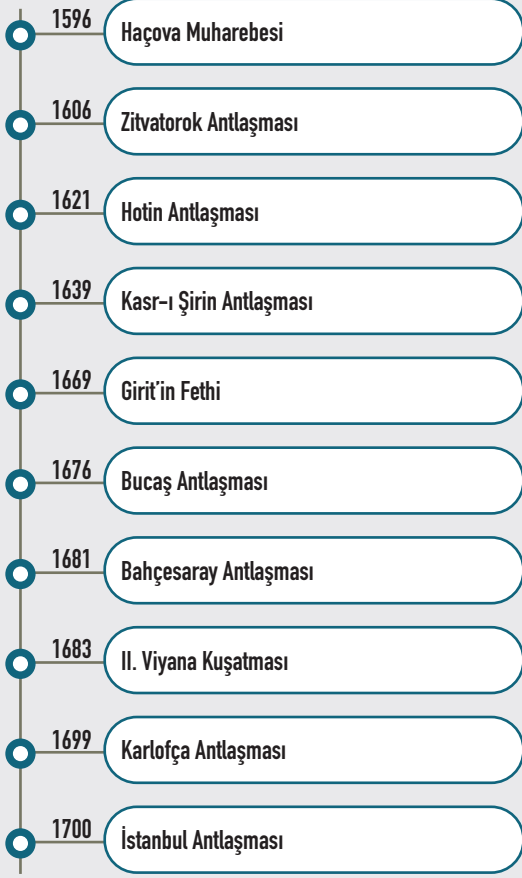 1596 Haçova Muharebesi
1606 Zitvatorok Antlaşması
1621 Hotin Antlaşması
1639 Kasr-ı Şirin Antlaşması
1669 Girit'in Fethi
1676 Bucaş Antlaşması
1681 Bahçesaray Antlaşması
1683 II. Viyana Kuşatması
1699 Karlofça Antlaşması
1700 İstanbul Antlaşması